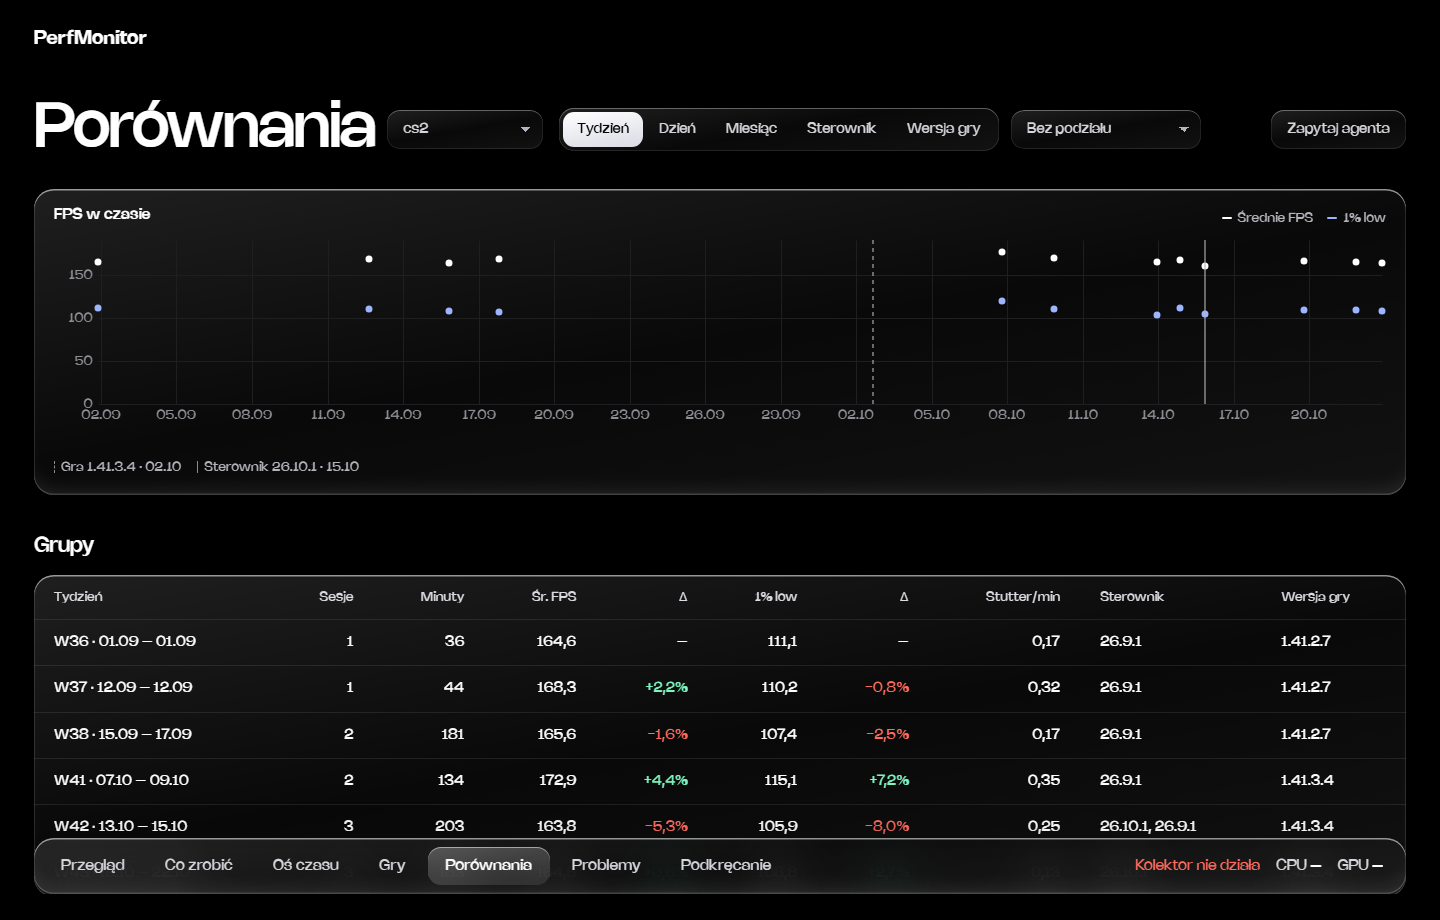 PerfMonitor
Porównania cs2 Tydzień Dzień Miesiąc Sterownik Wersja gry Bez podziału Zapytaj agenta
FPS w czasie
Średnie FPS 1% low
150
100
50
0
02.09 05.09 08.09 11.09 14.09 17.09 20.09 23.09 26.09 29.09 02.10 05.10 08.10 11.10 14.10 17.10 20.10
Gra 1.41.3.4 · 02.10 Sterownik 26.10.1 · 15.10
Grupy
Tydzień Sesje Minuty Śr. FPS Δ 1% low Δ Stutter/min Sterownik Wersja gry
W36 · 01.09 – 01.09 1 36 164,6 — 111,1 — 0,17 26.9.1 1.41.2.7
W37 · 12.09 – 12.09 1 44 168,3 +2,2% 110,2 −0,8% 0,32 26.9.1 1.41.2.7
W38 · 15.09 – 17.09 2 181 165,6 −1,6% 107,4 −2,5% 0,17 26.9.1 1.41.2.7
W41 · 07.10 – 09.10 2 134 172,9 +4,4% 115,1 +7,2% 0,35 26.9.1 1.41.3.4
W42 · 13.10 – 15.10 3 203 163,8 −5,3% 105,9 −8,0% 0,25 26.10.1, 26.9.1 1.41.3.4
Przegląd Co zrobić Oś czasu Gry Porównania Problemy Podkręcanie Kolektor nie działa CPU — GPU —